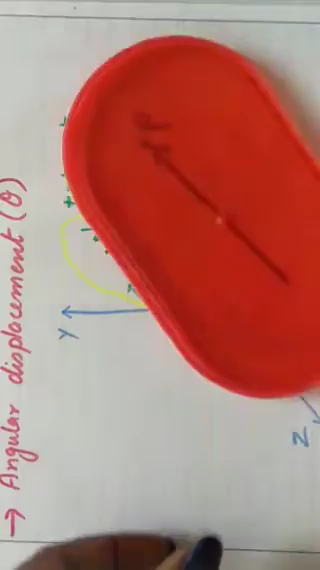 → Angular displacement (θ)
Y
Z